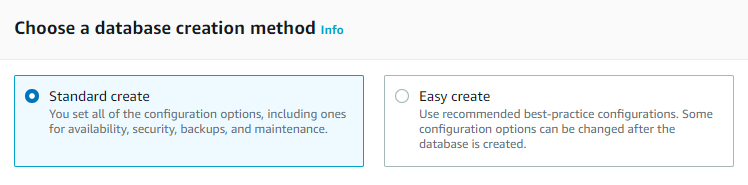 Choose a database creation method Info
Standard create
You set all of the configuration options, including ones
for availability, security, backups, and maintenance.
Easy create
Use recommended best-practice configurations. Some
configuration options can be changed after the
database is created.